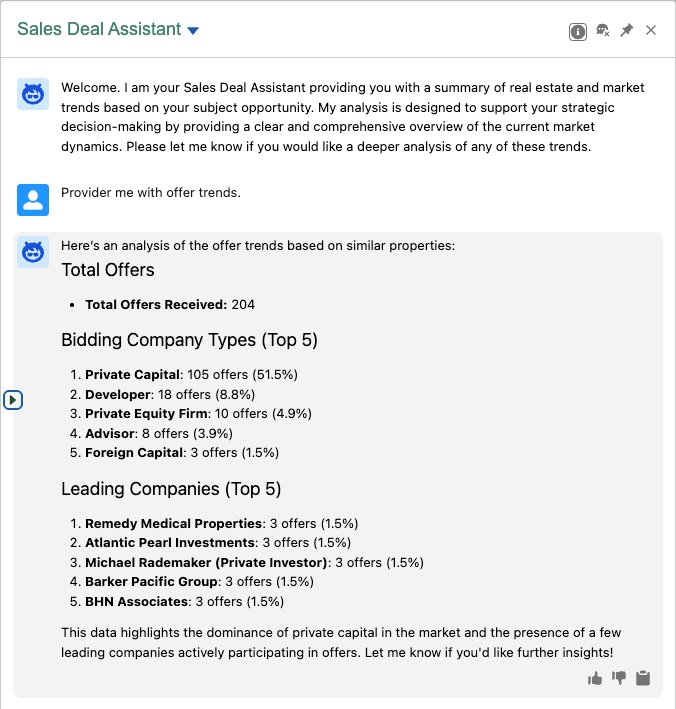 Sales Deal Assistant
Welcome. I am your Sales Deal Assistant providing you with a summary of real estate and market
trends based on your subject opportunity. My analysis is designed to support your strategic
decision-making by providing a clear and comprehensive overview of the current market
dynamics. Please let me know if you would like a deeper analysis of any of these trends.
Provider me with offer trends.
Here's an analysis of the offer trends based on similar properties:
Total Offers
• Total Offers Received: 204
Bidding Company Types (Top 5)
1. Private Capital: 105 offers (51.5%)
2. Developer: 18 offers (8.8%)
3. Private Equity Firm: 10 offers (4.9%)
4. Advisor: 8 offers (3.9%)
5. Foreign Capital: 3 offers (1.5%)
Leading Companies (Top 5)
1. Remedy Medical Properties: 3 offers (1.5%)
2. Atlantic Pearl Investments: 3 offers (1.5%)
3. Michael Rademaker (Private Investor): 3 offers (1.5%)
4. Barker Pacific Group: 3 offers (1.5%)
5. BHN Associates: 3 offers (1.5%)
This data highlights the dominance of private capital in the market and the presence of a few
leading companies actively participating in offers. Let me know if you'd like further insights!